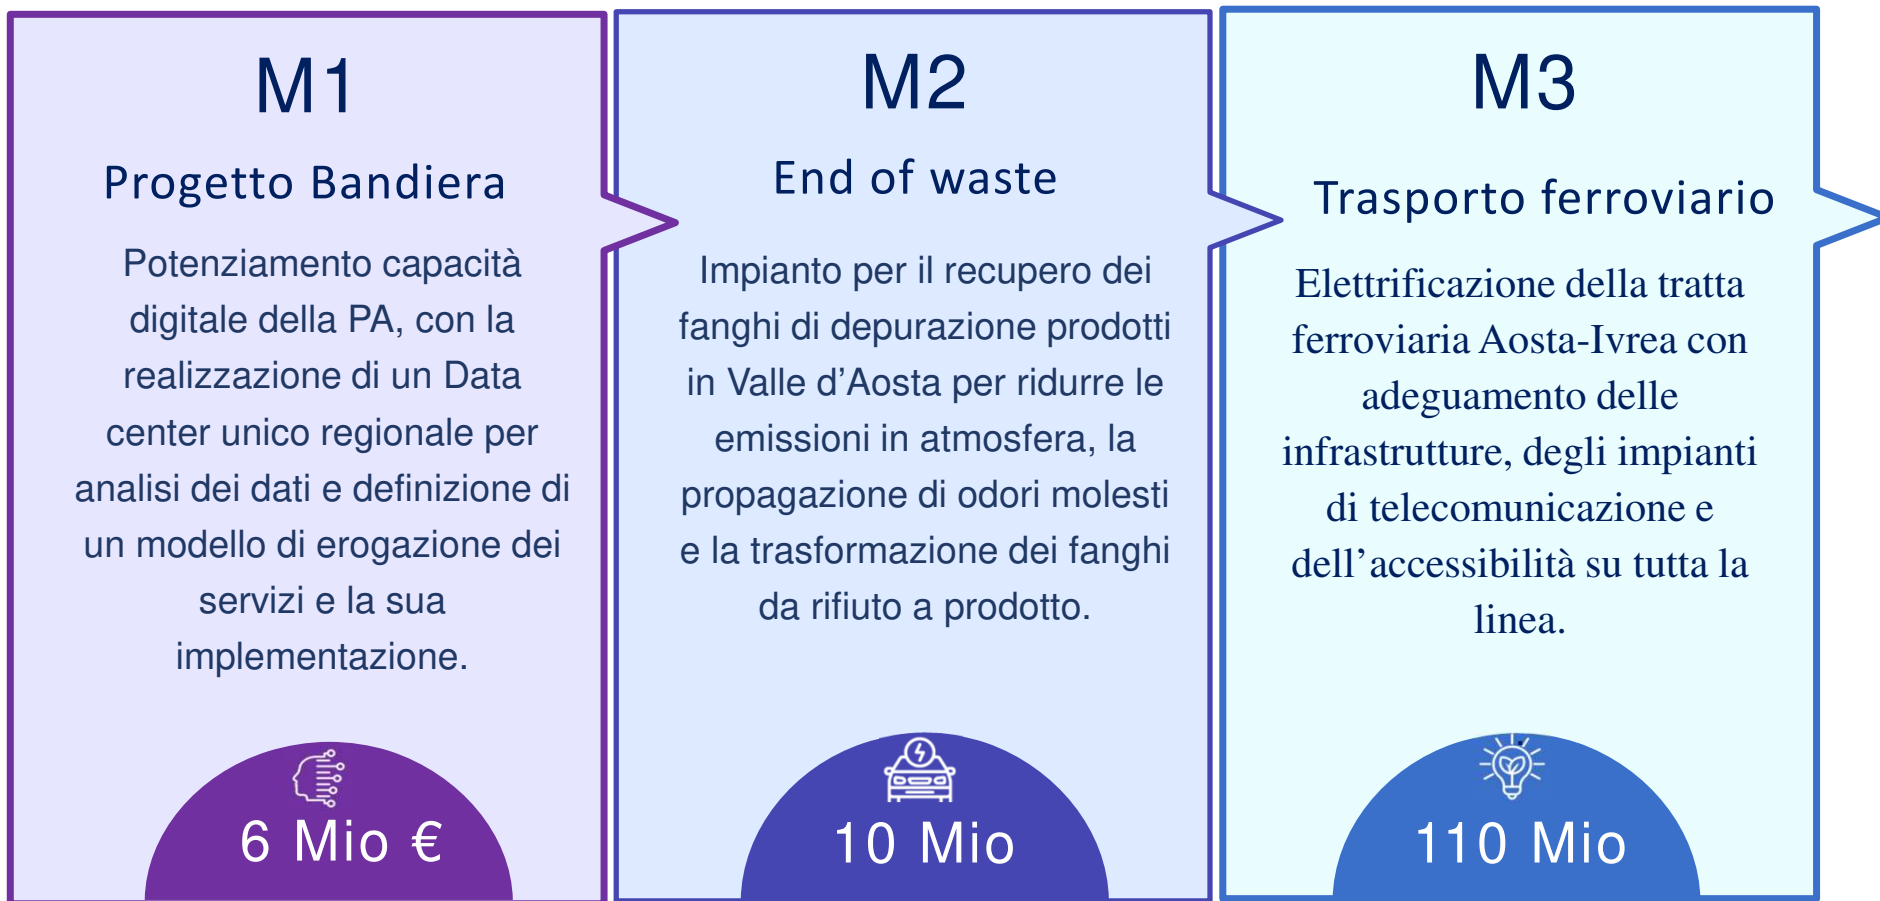 M1
Progetto Bandiera
Potenziamento capacità
digitale della PA, con la
realizzazione di un Data
center unico regionale per
analisi dei dati e definizione di
un modello di erogazione dei
servizi e la sua
implementazione.
6 Mio €
M2
End of waste
Impianto per il recupero dei
fanghi di depurazione prodotti
in Valle d’Aosta per ridurre le
emissioni in atmosfera, la
propagazione di odori molesti
e la trasformazione dei fanghi
da rifiuto a prodotto.
10 Mio
M3
Trasporto ferroviario
Elettrificazione della tratta
ferroviaria Aosta-Ivrea con
adeguamento delle
infrastrutture, degli impianti
di telecomunicazione e
dell’accessibilità su tutta la
linea.
110 Mio